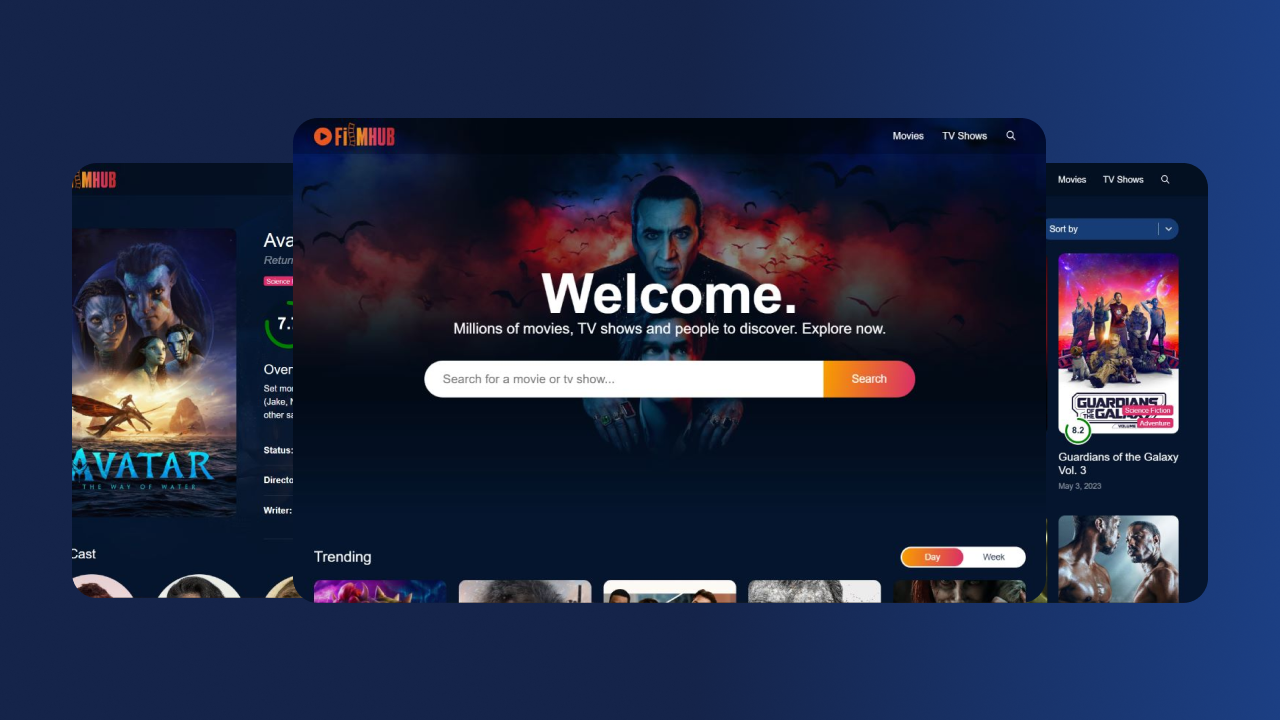 FiLMHUB
Movies
TV Shows
Welcome.
Millions of movies, TV shows and people to discover. Explore now.
Search for a movie or tv show...
Search
Trending
Day
Week
MHUB
AVATAR
THE WAY OF WATER
Ava
Return
Science
7.
Over
Set mo
(Jake, N
other sa
Status:
Directo
Writer:
Cast
Movies
TV Shows
Sort by
GUARDIANS
OF THE GALAXY
VOLUME
Science Fiction
Adventure
8.2
Guardians of the Galaxy
Vol. 3
May 3, 2023